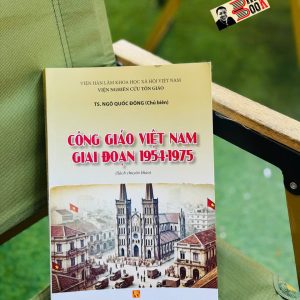 VIỆN HÀN LÂM KHOA HỌC XÃ HỘI VIỆT NAM
VIỆN NGHIÊN CỨU TÔN GIÁO
TS. NGÔ QUỐC ĐÔNG (Chủ biên)
CÔNG GIÁO VIỆT NAM
GIAI ĐOẠN 1954-1975
(Sách chuyên khảo)